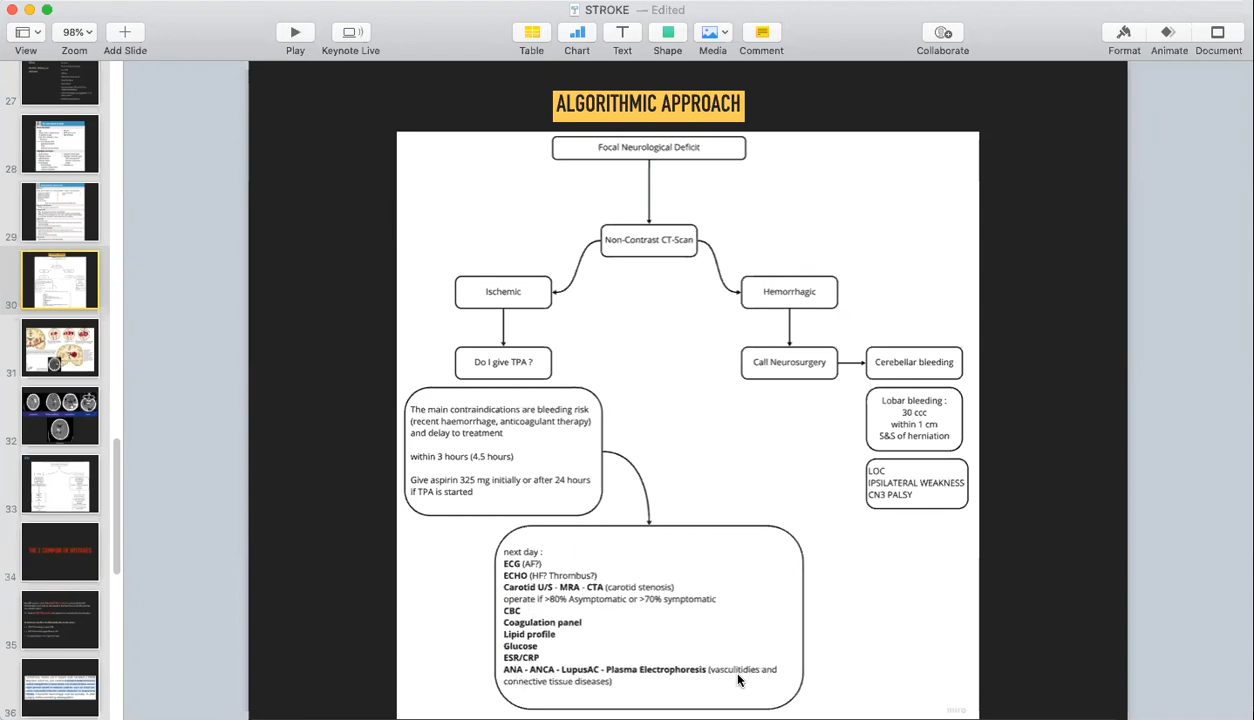 STROKE — Edited
98%
View
Zoom
Add Slide
Play
Keynote Live
Table
Chart
Text
Shape
Media
Comment
Collaborate
Format
Animate
Document
27
28
29
30
31
32
33
34
35
36
ALGORITHMIC APPROACH
Focal Neurological Deficit
Non-Contrast CT-Scan
Ischemic
Hemorrhagic
Do I give TPA ?
Call Neurosurgery
Cerebellar bleeding
The main contraindications are bleeding risk
(recent haemorrhage, anticoagulant therapy)
and delay to treatment
within 3 hours (4.5 hours)
Give aspirin 325 mg initially or after 24 hours
if TPA is started
Lobar bleeding :
30 ccc
within 1 cm
S&S of herniation
LOC
IPSILATERAL WEAKNESS
CN3 PALSY
next day :
ECG (AF?)
ECHO (HF? Thrombus?)
Carotid U/S - MRA - CTA (carotid stenosis)
operate if >80% Asymptomatic or >70% symptomatic
CBC
Coagulation panel
Lipid profile
Glucose
ESR/CRP
ANA - ANCA - LupusAC - Plasma Electophoresis (vasculitidies and
connective tissue diseases)
miro